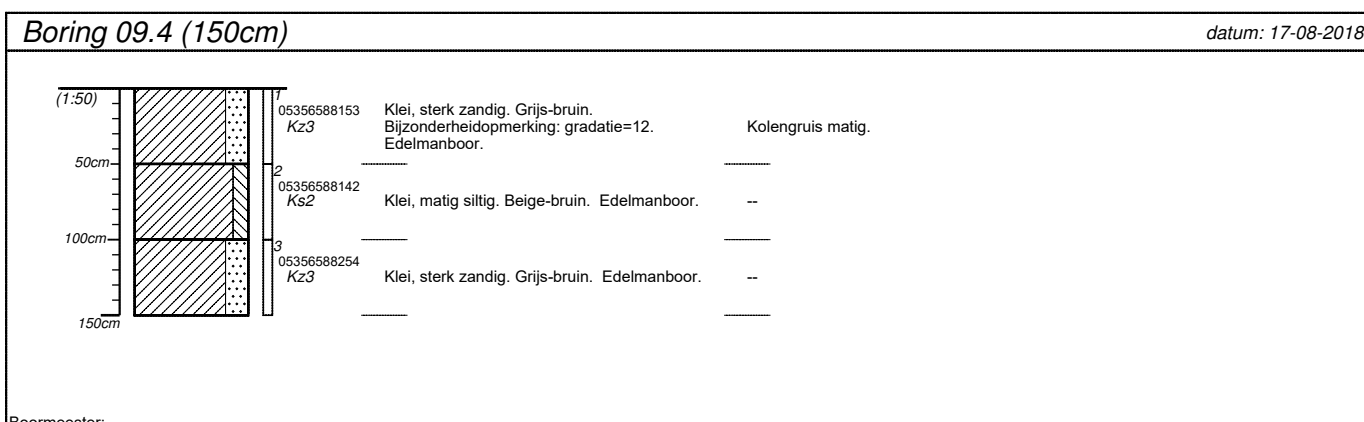 Boring 09.4 (150cm)
datum: 17-08-2018
(1:50)
1
05356588153
Kz3
Klei, sterk zandig. Grijs-bruin.
Bijzonderheidopmerking: gradatie=12.
Edelmanboor.
Kolengruis matig.
50cm
2
05356588142
Ks2
Klei, matig siltig. Beige-bruin. Edelmanboor.
--
100cm
3
05356588254
Kz3
Klei, sterk zandig. Grijs-bruin. Edelmanboor.
--
150cm